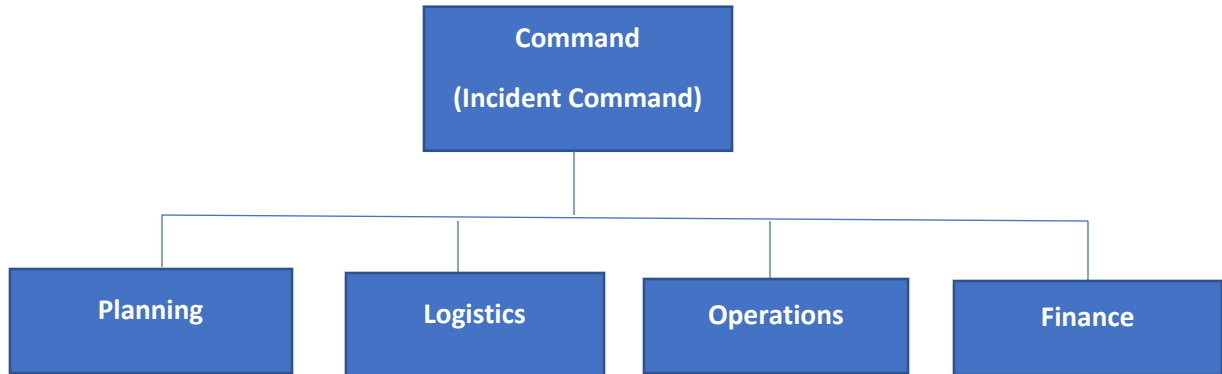 Command
(Incident Command)
Planning
Logistics
Operations
Finance